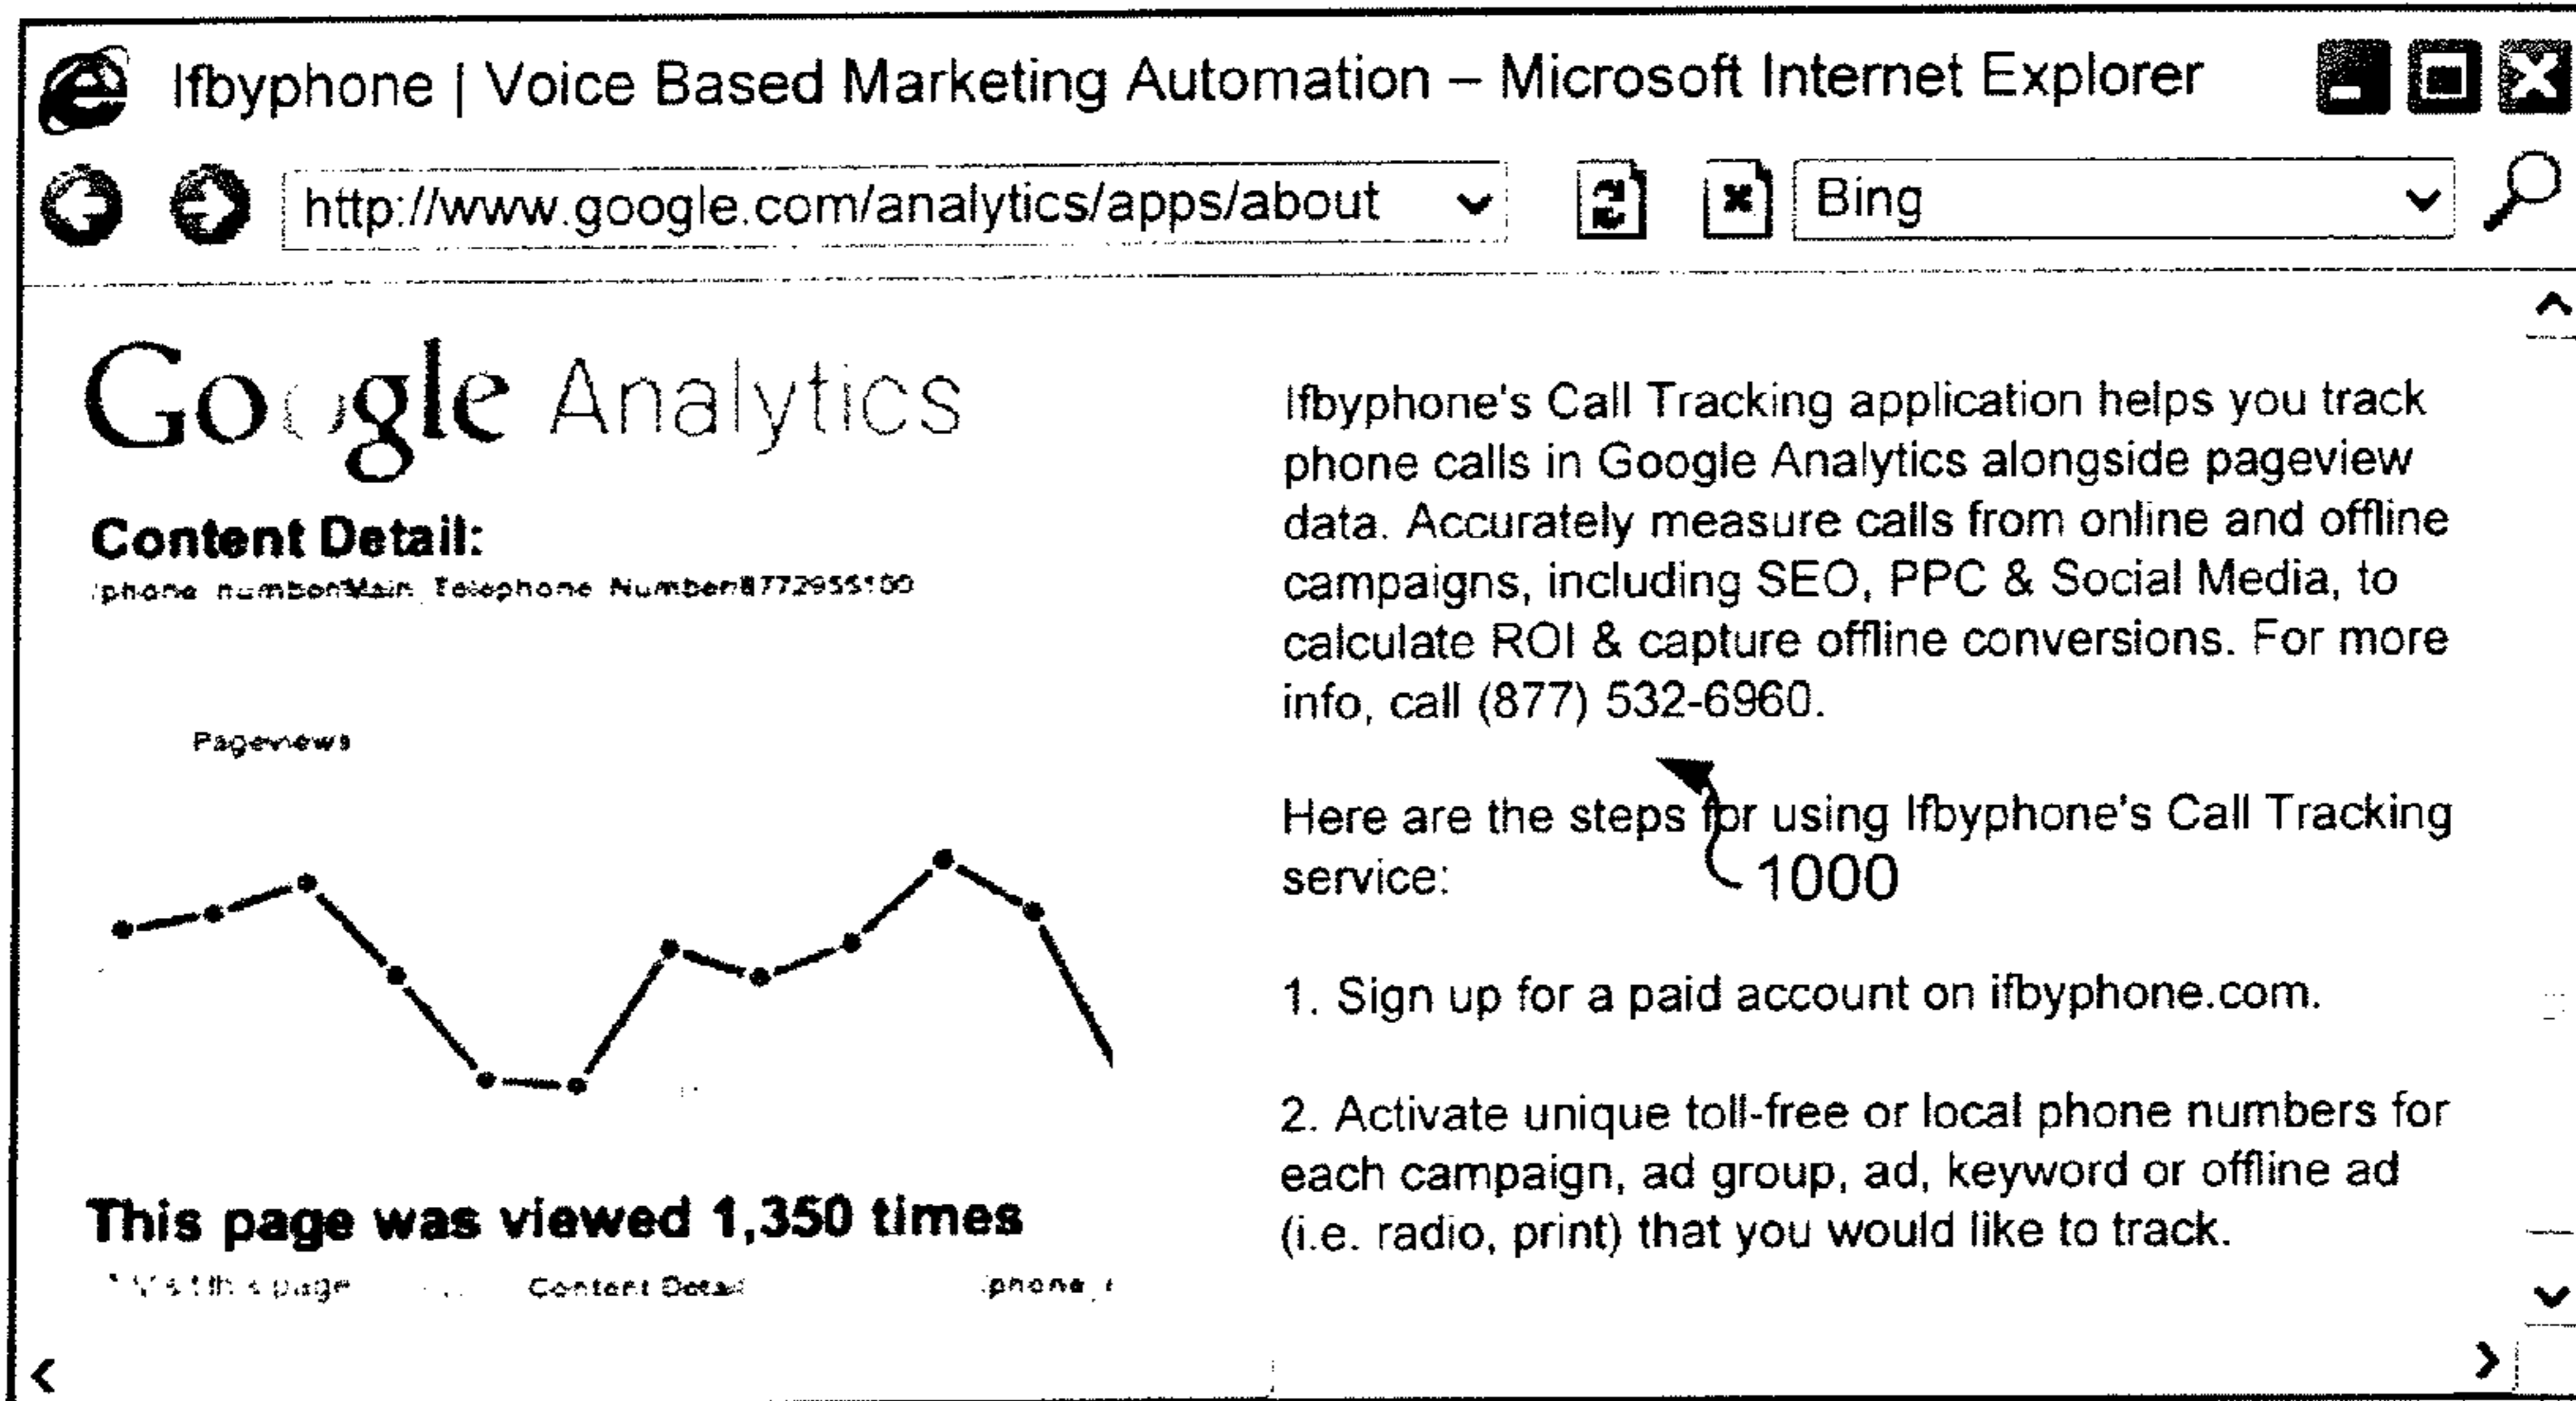 Ifbyphone | Voice Based Marketing Automation – Microsoft Internet Explorer
http://www.google.com/analytics/apps/about
Bing
Google Analytics
Content Detail:
Telephone Number
Pageviews
This page was viewed 1,350 times
Content Detail
Ifbyphone's Call Tracking application helps you track
phone calls in Google Analytics alongside pageview
data. Accurately measure calls from online and offline
campaigns, including SEO, PPC & Social Media, to
calculate ROI & capture offline conversions. For more
info, call (877) 532-6960.
Here are the steps for using Ifbyphone's Call Tracking
service:
1000
1. Sign up for a paid account on ifbyphone.com.
2. Activate unique toll-free or local phone numbers for
each campaign, ad group, ad, keyword or offline ad
(i.e. radio, print) that you would like to track.